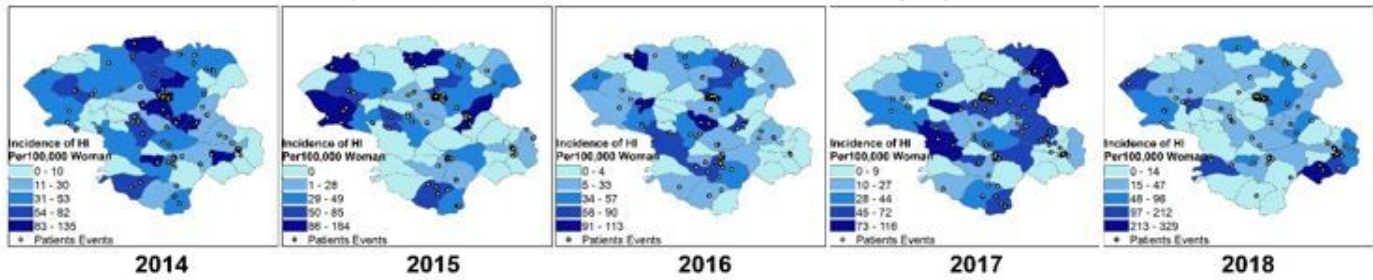 Incidence of HI
Per100,000 Woman
0 - 10
11 - 30
31 - 53
54 - 82
83 - 135
Patients Events
2014
Incidence of HI
Per100,000 Woman
0
1 - 28
29 - 49
50 - 85
86 - 184
Patients Events
2015
Incidence of HI
Per100,000 Woman
0 - 4
5 - 33
34 - 57
58 - 90
91 - 113
Patients Events
2016
Incidence of HI
Per100,000 Woman
0 - 9
10 - 27
28 - 44
45 - 72
73 - 116
Patients Events
2017
Incidence of HI
Per100,000 Woman
0 - 14
15 - 47
48 - 96
97 - 212
213 - 329
Patients Events
2018